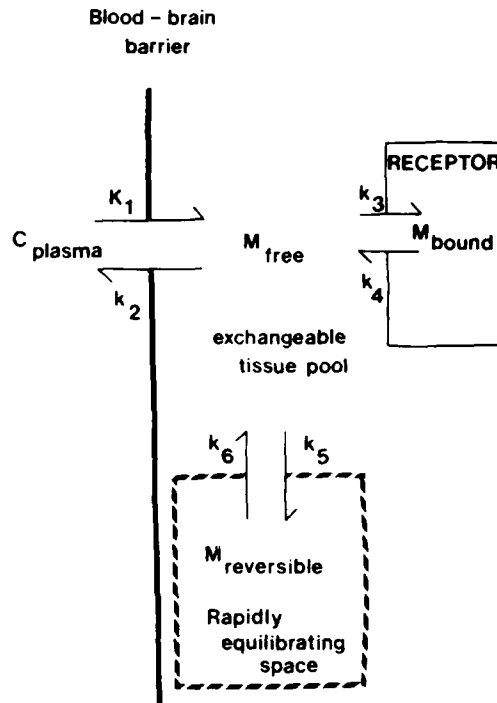 Blood – brain
barrier
K1
k3
RECEPTOR
C plasma
M free
M bound
k2
k4
exchangeable
tissue pool
k6
k5
M reversible
Rapidly
equilibrating
space